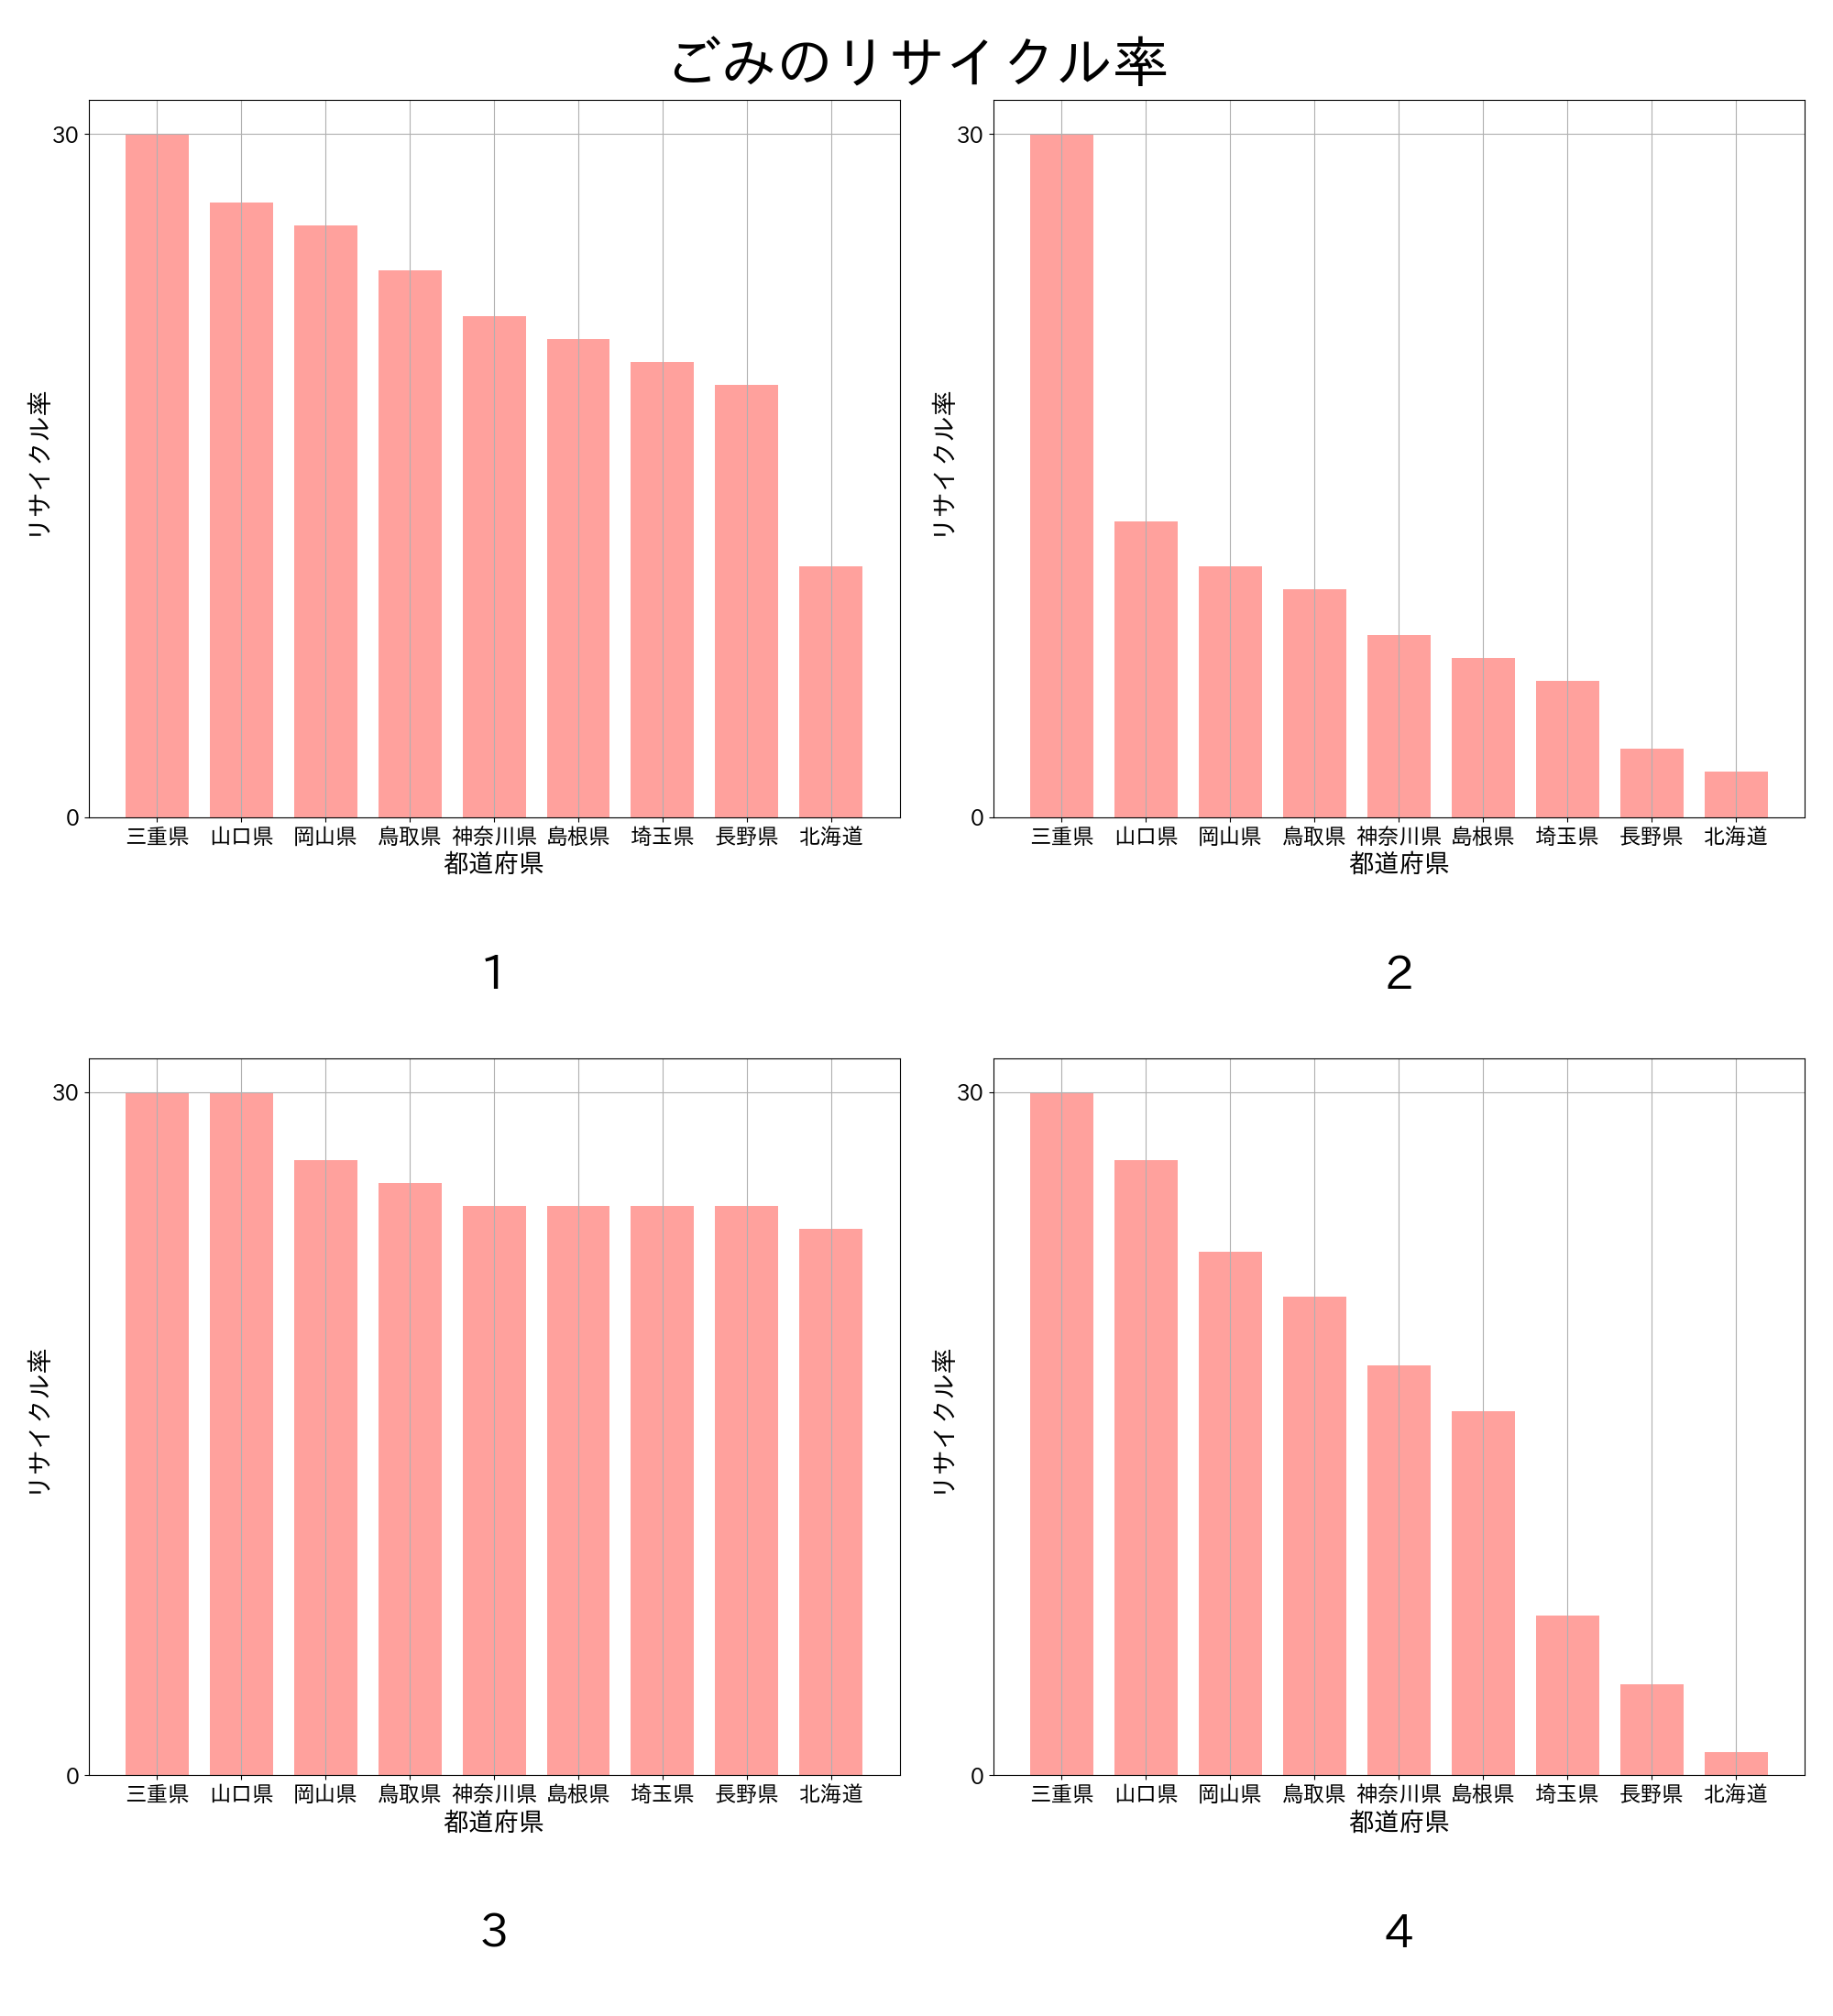 ごみのリサイクル率
30
0
リサイクル率
三重県 山口県 岡山県 鳥取県 神奈川県 島根県 埼玉県 長野県 北海道
都道府県
1
30
0
リサイクル率
三重県 山口県 岡山県 鳥取県 神奈川県 島根県 埼玉県 長野県 北海道
都道府県
2
30
0
リサイクル率
三重県 山口県 岡山県 鳥取県 神奈川県 島根県 埼玉県 長野県 北海道
都道府県
3
30
0
リサイクル率
三重県 山口県 岡山県 鳥取県 神奈川県 島根県 埼玉県 長野県 北海道
都道府県
4